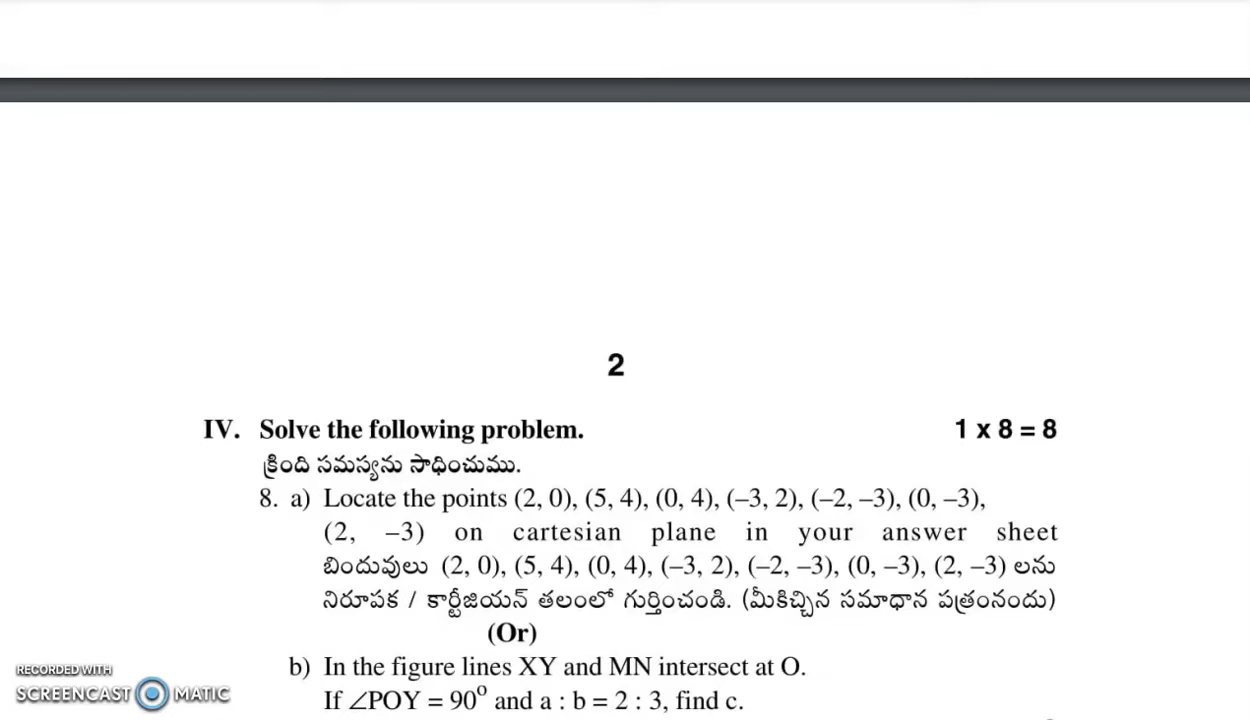 2
IV. Solve the following problem. 1 x 8 = 8
క్రింది సమస్యను సాధించుము.
8. a) Locate the points (2, 0), (5, 4), (0, 4), (–3, 2), (–2, –3), (0, –3),
(2, –3) on cartesian plane in your answer sheet
బిందువులు (2, 0), (5, 4), (0, 4), (–3, 2), (–2, –3), (0, –3), (2, –3) లను
నిరూపక / కార్టీజియన్ తలంలో గుర్తించండి. (మీకిచ్చిన సమాధాన పత్రంనందు)
(Or)
b) In the figure lines XY and MN intersect at O.
If ∠POY = 90⁰ and a : b = 2 : 3, find c.
RECORDED WITH
SCREENCAST MATIC